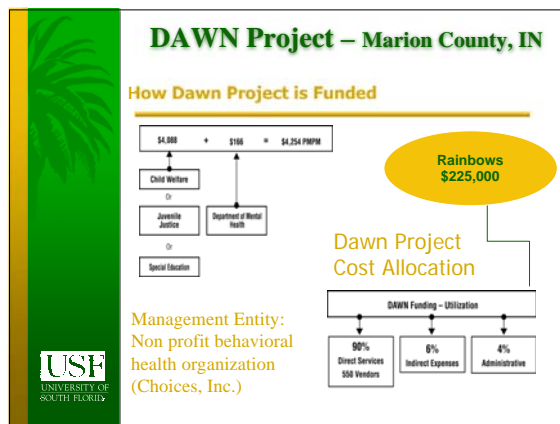 DAWN Project – Marion County, IN
How Dawn Project is Funded
$4,088 + $166 = $4,254 PMPM
Child Welfare
Or
Juvenile
Justice
Department of Mental
Health
Or
Special Education
Rainbows
$225,000
Dawn Project
Cost Allocation
DAWN Funding – Utilization
90%
Direct Services
550 Vendors
6%
Indirect Expenses
4%
Administrative
Management Entity:
Non profit behavioral
health organization
(Choices, Inc.)
USF
UNIVERSITY OF
SOUTH FLORIDA